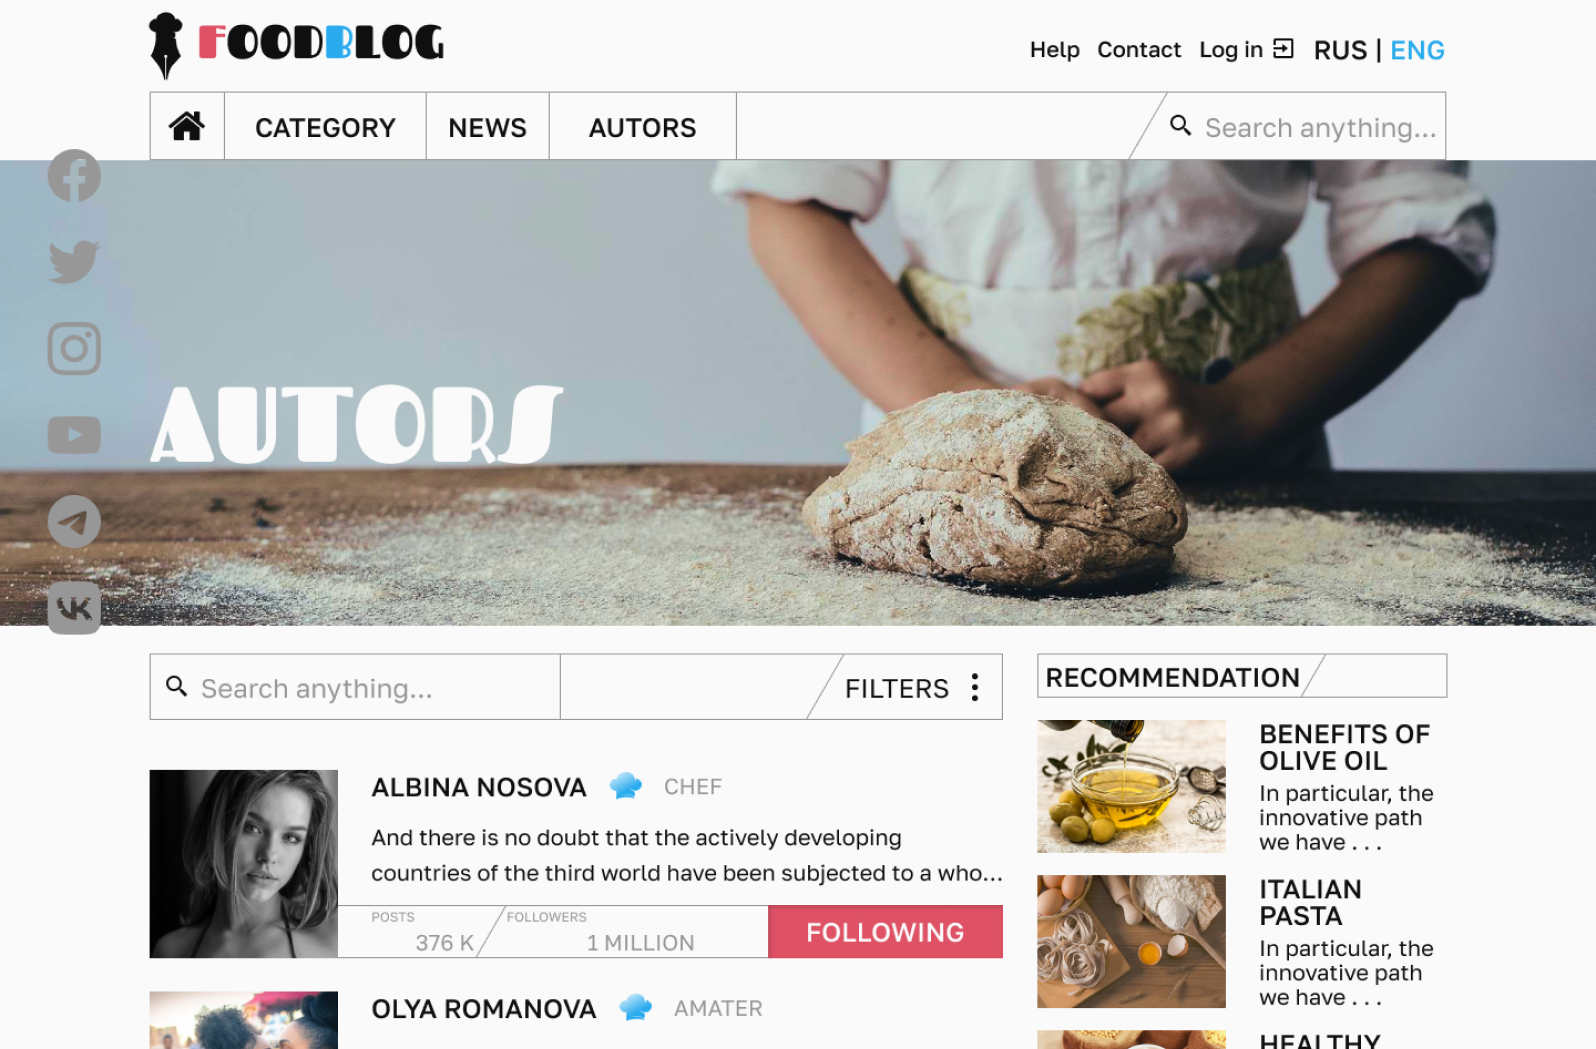 FOODBLOG
Help Contact Log in RUS | ENG
CATEGORY NEWS AUTORS Search anything...
AUTORS
Search anything... FILTERS
ALBINA NOSOVA CHEF
And there is no doubt that the actively developing
countries of the third world have been subjected to a who...
POSTS FOLLOWERS
376 K 1 MILLION FOLLOWING
OLYA ROMANOVA AMATER
RECOMMENDATION
BENEFITS OF
OLIVE OIL
In particular, the
innovative path
we have . . .
ITALIAN
PASTA
In particular, the
innovative path
we have . . .
HEALTHY